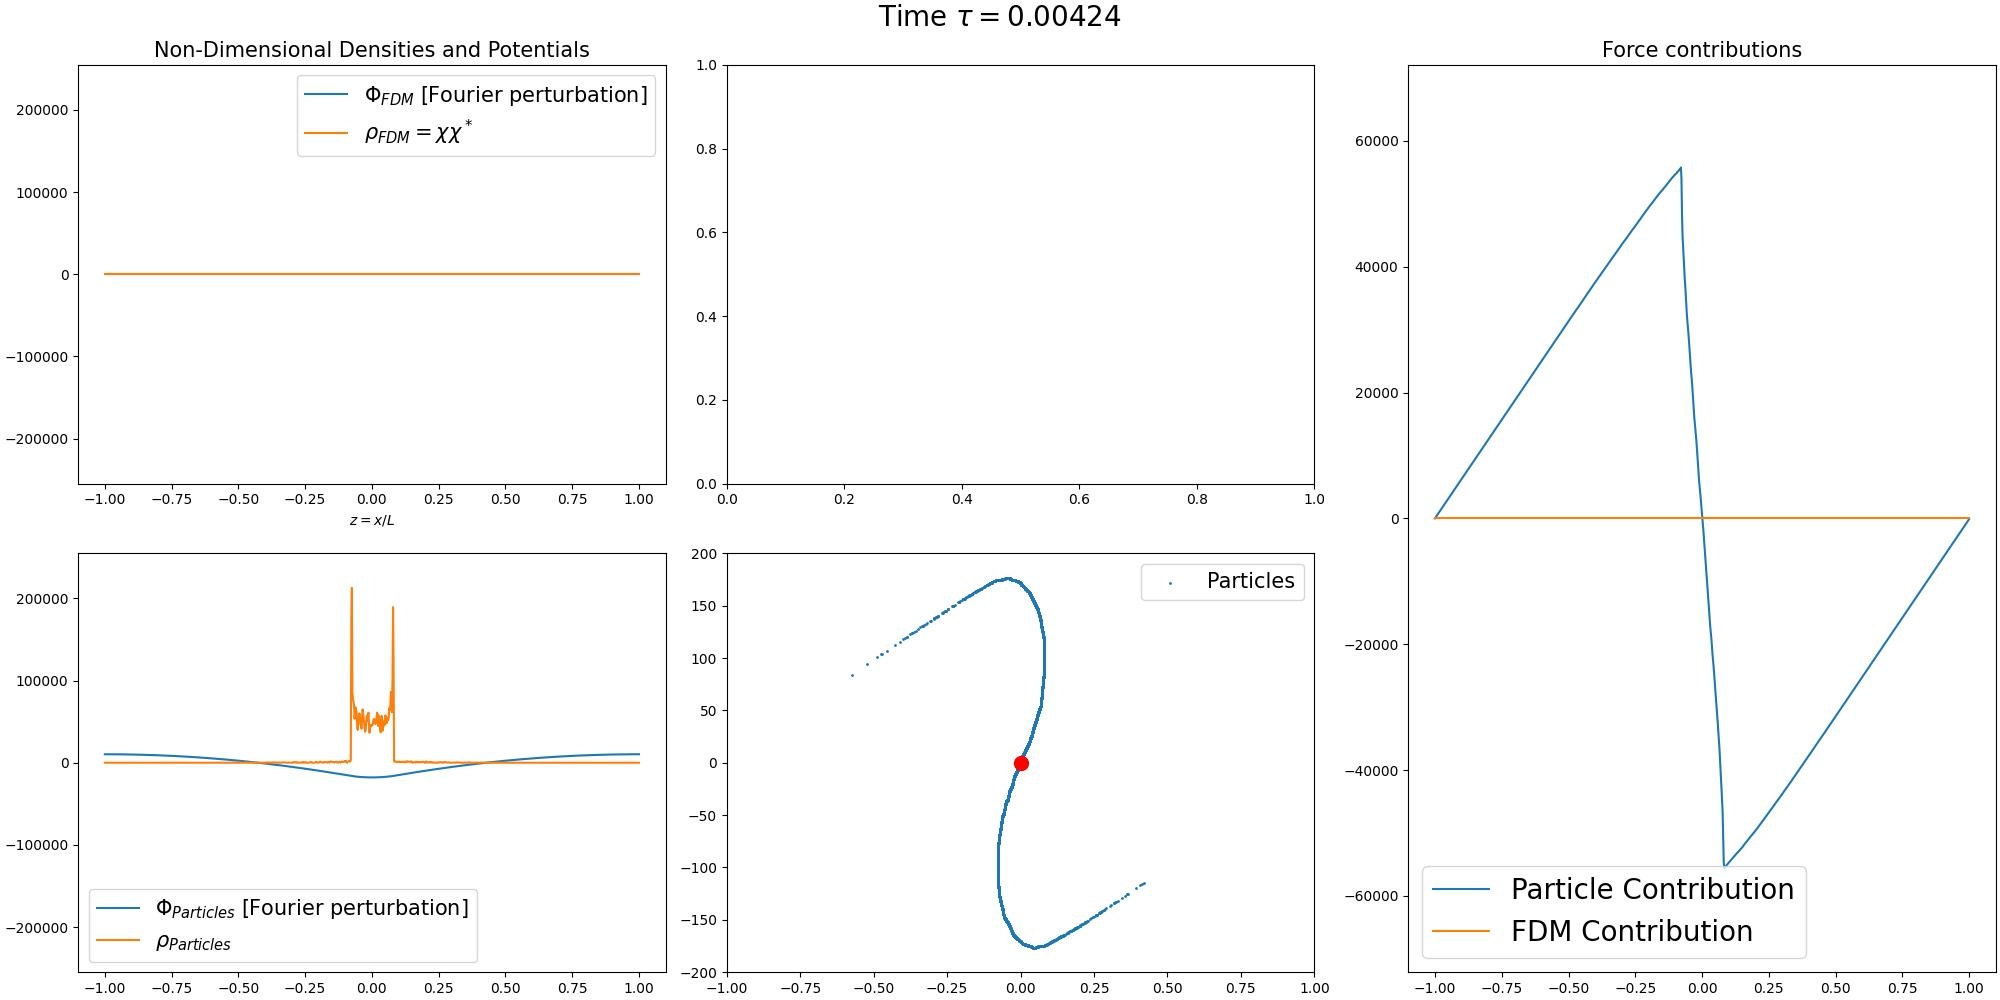 Time τ = 0.00424
Non-Dimensional Densities and Potentials
Φ_FDM [Fourier perturbation]
ρ_FDM = χχ*
200000
100000
0
−100000
−200000
−1.00 −0.75 −0.50 −0.25 0.00 0.25 0.50 0.75 1.00
z = x/L
1.0
0.8
0.6
0.4
0.2
0.0
0.0 0.2 0.4 0.6 0.8 1.0
Force contributions
60000
40000
20000
0
−20000
−40000
−60000
Particle Contribution
FDM Contribution
−1.00 −0.75 −0.50 −0.25 0.00 0.25 0.50 0.75 1.00
200000
100000
0
−100000
−200000
Φ_Particles [Fourier perturbation]
ρ_Particles
−1.00 −0.75 −0.50 −0.25 0.00 0.25 0.50 0.75 1.00
Particles
200
150
100
50
0
−50
−100
−150
−200
−1.00 −0.75 −0.50 −0.25 0.00 0.25 0.50 0.75 1.00